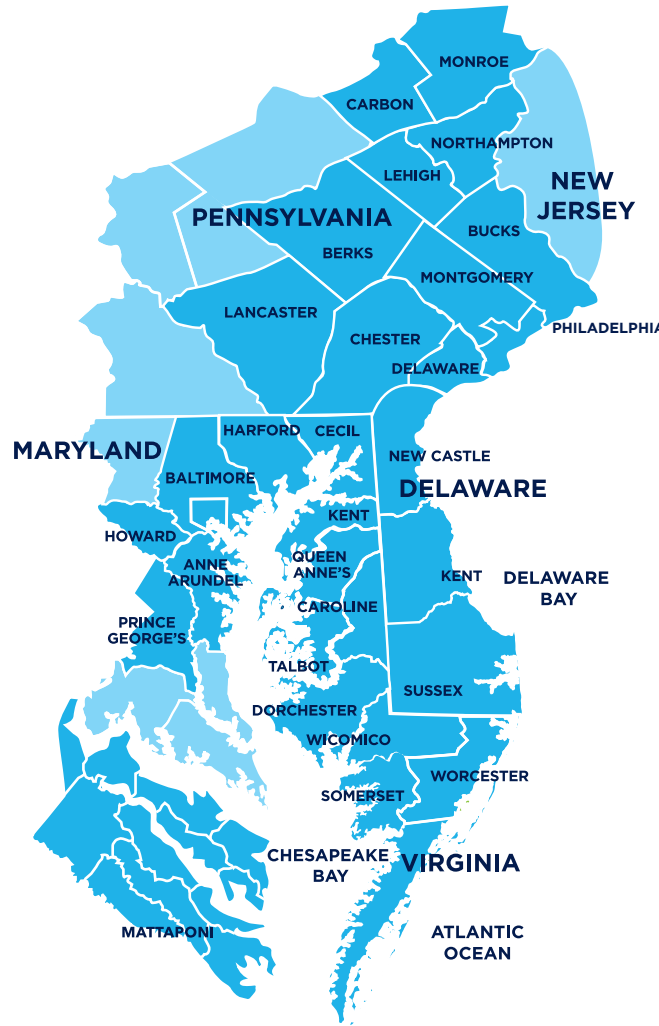 MONROE
CARBON
NORTHAMPTON
LEHIGH
NEW
JERSEY
PENNSYLVANIA
BUCKS
BERKS
MONTGOMERY
LANCASTER
PHILADELPHIA
CHESTER
DELAWARE
HARFORD
CECIL
MARYLAND
NEW CASTLE
BALTIMORE
DELAWARE
KENT
HOWARD
QUEEN
ANNE'S
ANNE
ARUNDEL
KENT
DELAWARE
BAY
CAROLINE
PRINCE
GEORGE'S
TALBOT
SUSSEX
DORCHESTER
WICOMICO
WORCESTER
SOMERSET
CHESAPEAKE
BAY
VIRGINIA
MATTAPONI
ATLANTIC
OCEAN